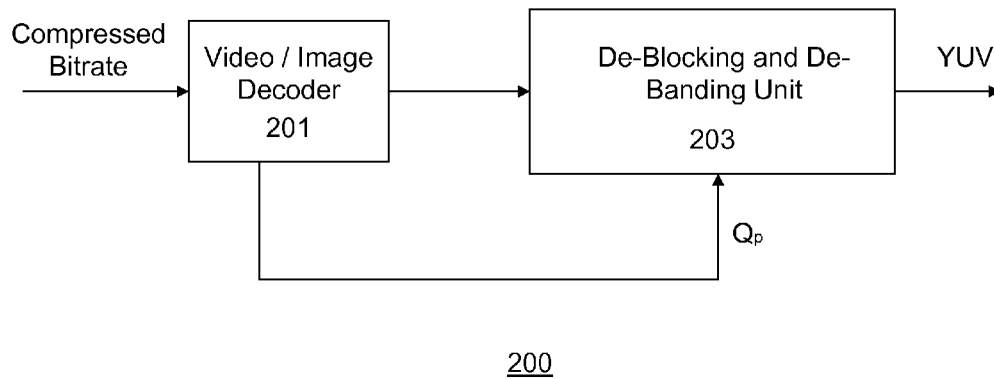 Compressed
Bitrate
Video / Image
Decoder
201
De-Blocking and De-
Banding Unit
203
YUV
Qp
200